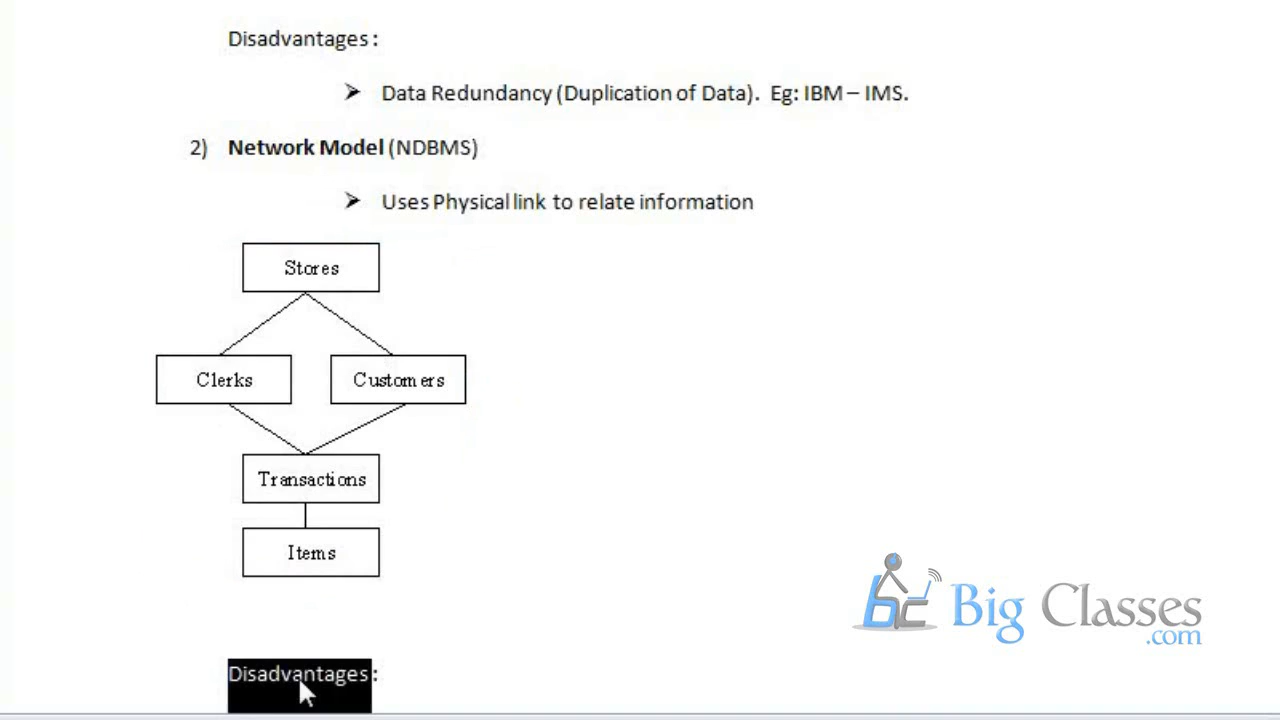 Disadvantages :
➤ Data Redundancy (Duplication of Data). Eg: IBM – IMS.
2) Network Model (NDBMS)
➤ Uses Physical link to relate information
Stores
Clerks Customers
Transactions
Items
bc Big Classes
.com
Disadvantages :